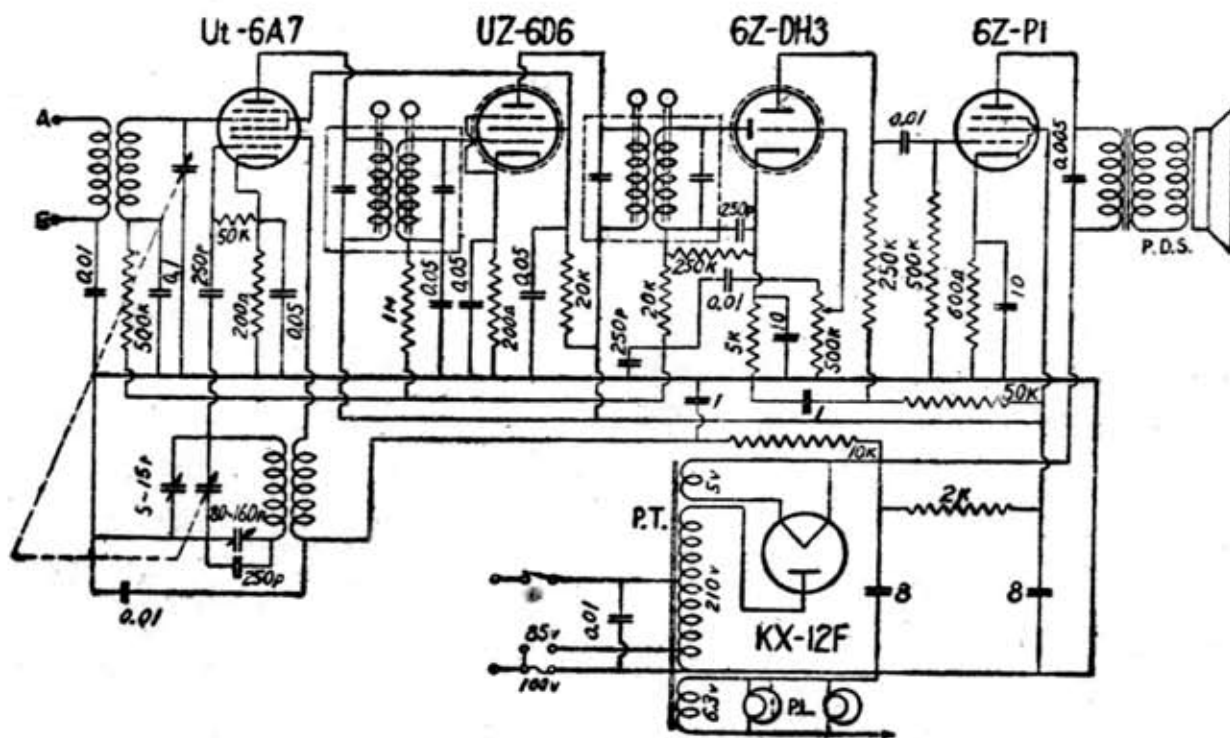 Ut-6A7
UZ-6D6
6Z-DH3
6Z-P1
A
E
0.01
500Ω
0.1
250P
50K
200Ω
0.05
1M
0.05
0.05
200Ω
0.05
20K
250P
250K
0.01
20K
250P
5K
10
500K
0.01
250K
500K
600Ω
10
0.005
P.D.S.
1
1
50K
10K
5~15P
80~160P
250P
0.01
5V
P.T.
210V
KX-12F
2K
8
8
0.01
85V
100V
6.3V
P.L.